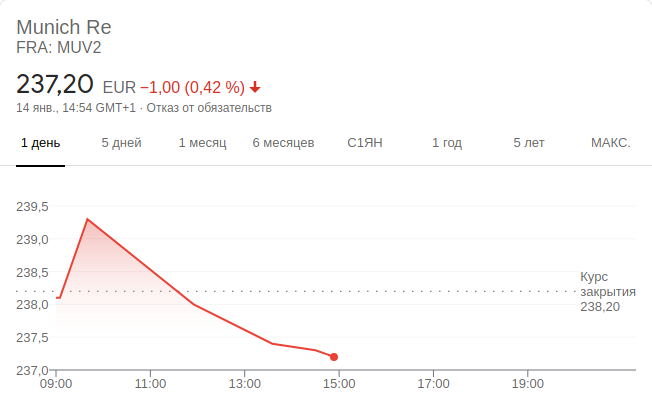 Munich Re
FRA: MUV2
237,20 EUR −1,00 (0,42 %)
14 янв., 14:54 GMT+1 · Отказ от обязательств
1 день 5 дней 1 месяц 6 месяцев С1ЯН 1 год 5 лет МАКС.
239,5
239,0
238,5
238,0
237,5
237,0
Курс
закрытия
238,20
09:00 11:00 13:00 15:00 17:00 19:00